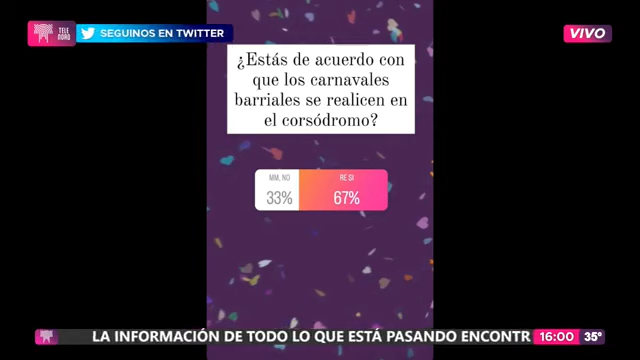 TELE
NORD
SEGUINOS EN TWITTER
VIVO
¿Estás de acuerdo con
que los carnavales
barriales se realicen en
el corsódromo?
MM, NO
RE SI
33%
67%
LA INFORMACIÓN DE TODO LO QUE ESTÁ PASANDO ENCONTR
16:00
35°